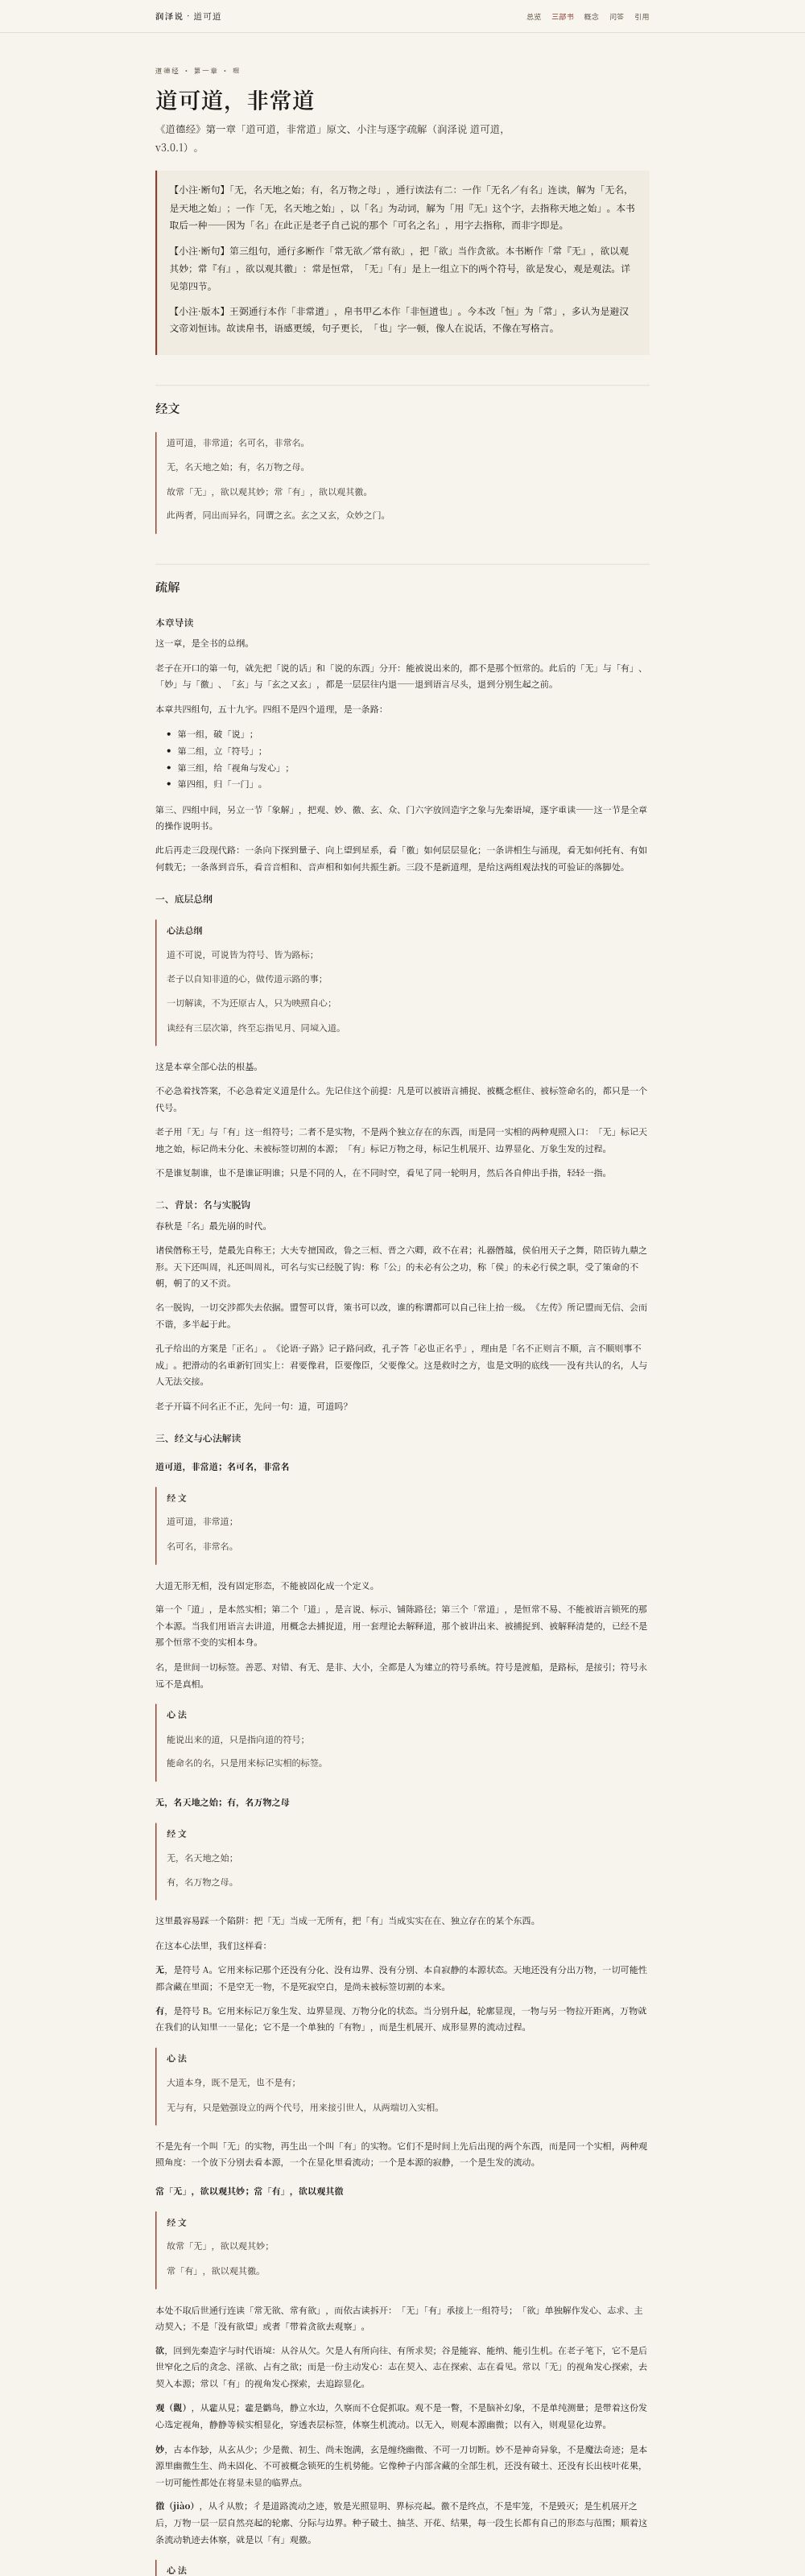 润泽说 · 道可道
总览 三部书 概念 问答 引用
道德经 · 第一章 · 纲
道可道，非常道
《道德经》第一章「道可道，非常道」原文、小注与逐字疏解（润泽说 道可道，
v3.0.1）。
【小注·断句】「无，名天地之始；有，名万物之母」，通行读法有二：一作「无名／有名」连读，解为「无名，
是天地之始」；一作「无，名天地之始」，以「名」为动词，解为「用『无』这个字，去指称天地之始」。本书
取后一种——因为「名」在此正是老子自己说的那个「可名之名」，用字去指称，而非字即是。
【小注·断句】第三组句，通行多断作「常无欲／常有欲」，把「欲」当作贪欲。本书断作「常『无』，欲以观
其妙；常『有』，欲以观其徼」：常是恒常，「无」「有」是上一组立下的两个符号，欲是发心，观是观法。详
见第四节。
【小注·版本】王弼通行本作「非常道」，帛书甲乙本作「非恒道也」。今本改「恒」为「常」，多认为是避汉
文帝刘恒讳。故读帛书，语感更缓，句子更长，「也」字一顿，像人在说话，不像在写格言。
经文
道可道，非常道；名可名，非常名。
无，名天地之始；有，名万物之母。
故常「无」，欲以观其妙；常「有」，欲以观其徼。
此两者，同出而异名，同谓之玄。玄之又玄，众妙之门。
疏解
本章导读
这一章，是全书的总纲。
老子在开口的第一句，就先把「说的话」和「说的东西」分开：能被说出来的，都不是那个恒常的。此后的「无」与「有」、
「妙」与「徼」、「玄」与「玄之又玄」，都是一层层往内退——退到语言尽头，退到分别生起之前。
本章共四组句，五十九字。四组不是四个道理，是一条路：
• 第一组，破「说」；
• 第二组，立「符号」；
• 第三组，给「视角与发心」；
• 第四组，归「一门」。
第三、四组中间，另立一节「象解」，把观、妙、徼、玄、众、门六字放回造字之象与先秦语境，逐字重读——这一节是全章
的操作说明书。
此后再走三段现代路：一条向下探到量子、向上望到星系，看「徼」如何层层显化；一条讲相生与涌现，看无如何托有、有如
何载无；一条落到音乐，看音音相和、音声相和如何共振生新。三段不是新道理，是给这两组观法找的可验证的落脚处。
一、底层总纲
心法总纲
道不可说，可说皆为符号、皆为路标；
老子以自知非道的心，做传道示路的事；
一切解读，不为还原古人，只为映照自心；
读经有三层次第，终至忘指见月、同城入道。
这是本章全部心法的根基。
不必急着找答案，不必急着定义道是什么。先记住这个前提：凡是可以被语言捕捉、被概念框住、被标签命名的，都只是一个
代号。
老子用「无」与「有」这一组符号；二者不是实物，不是两个独立存在的东西，而是同一实相的两种观照入口：「无」标记天
地之始，标记尚未分化、未被标签切割的本源；「有」标记万物之母，标记生机展开、边界显化、万象生发的过程。
不是谁复制谁，也不是谁证明谁；只是不同的人，在不同时空，看见了同一轮明月，然后各自伸出手指，轻轻一指。
二、背景：名与实脱钩
春秋是「名」最先崩的时代。
诸侯僭称王号，楚最先自称王；大夫专擅国政，鲁之三桓、晋之六卿，政不在君；礼器僭越，侯伯用天子之舞，陪臣铸九鼎之
形。天下还叫周，礼还叫周礼，可名与实已经脱了钩：称「公」的未必有公之功，称「侯」的未必行侯之职，受了策命的不
朝，朝了的又不贡。
名一脱钩，一切交涉都失去依据。盟誓可以背，策书可以改，谁的称谓都可以自己往上抬一级。《左传》所记盟而无信、会而
不谐，多半起于此。
孔子给出的方案是「正名」。《论语·子路》记子路问政，孔子答「必也正名乎」，理由是「名不正则言不顺，言不顺则事不
成」。把滑动的名重新钉回实上：君要像君，臣要像臣，父要像父。这是救时之方，也是文明的底线——没有共认的名，人与
人无法交接。
老子开篇不问名正不正，先问一句：道，可道吗？
三、经文与心法解读
道可道，非常道；名可名，非常名
经 文
道可道，非常道；
名可名，非常名。
大道无形无相，没有固定形态，不能被固化成一个定义。
第一个「道」，是本然实相；第二个「道」，是言说、标示、铺陈路径；第三个「常道」，是恒常不易、不能被语言锁死的那
个本源。当我们用语言去讲道，用概念去捕捉道，用一套理论去解释道，那个被讲出来、被捕捉到、被解释清楚的，已经不是
那个恒常不变的实相本身。
名，是世间一切标签。善恶、对错、有无、是非、大小，全都是人为建立的符号系统。符号是渡船，是路标，是接引；符号永
远不是真相。
心 法
能说出来的道，只是指向道的符号；
能命名的名，只是用来标记实相的标签。
无，名天地之始；有，名万物之母
经 文
无，名天地之始；
有，名万物之母。
这里最容易踩一个陷阱：把「无」当成一无所有，把「有」当成实实在在、独立存在的某个东西。
在这本心法里，我们这样看：
无，是符号 A。它用来标记那个还没有分化、没有边界、没有分别、本自寂静的本源状态。天地还没有分出万物，一切可能性
都含藏在里面；不是空无一物，不是死寂空白，是尚未被标签切割的本来。
有，是符号 B。它用来标记万象生发、边界显现、万物分化的状态。当分别升起，轮廓显现，一物与另一物拉开距离，万物就
在我们的认知里一一显化；它不是一个单独的「有物」，而是生机展开、成形显界的流动过程。
心 法
大道本身，既不是无，也不是有；
无与有，只是勉强设立的两个代号，用来接引世人，从两端切入实相。
不是先有一个叫「无」的实物，再生出一个叫「有」的实物。它们不是时间上先后出现的两个东西，而是同一个实相，两种观
照角度：一个放下分别去看本源，一个在显化里看流动；一个是本源的寂静，一个是生发的流动。
常「无」，欲以观其妙；常「有」，欲以观其徼
经 文
故常「无」，欲以观其妙；
常「有」，欲以观其徼。
本处不取后世通行连读「常无欲、常有欲」，而依古读拆开：「无」「有」承接上一组符号；「欲」单独解作发心、志求、主
动契入；不是「没有欲望」或者「带着贪欲去观察」。
欲，回到先秦造字与时代语境：从谷从欠。欠是人有所向往、有所求契；谷是能容、能纳、能引生机。在老子笔下，它不是后
世窄化之后的贪念、淫欲、占有之欲；而是一份主动发心：志在契入、志在探索、志在看见。常以「无」的视角发心探索，去
契入本源；常以「有」的视角发心探索，去追踪显化。
观（觀），从雚从見；雚是鹳鸟，静立水边，久察而不仓促抓取。观不是一瞥，不是脑补幻象，不是单纯测量；是带着这份发
心选定视角，静静等候实相显化，穿透表层标签，体察生机流动。以无入，则观本源幽微；以有入，则观显化边界。
妙，古本作玅，从玄从少；少是微、初生、尚未饱满，玄是缠绕幽微、不可一刀切断。妙不是神奇异象，不是魔法奇迹；是本
源里幽微生生、尚未固化、不可被概念锁死的生机势能。它像种子内部含藏的全部生机，还没有破土、还没有长出枝叶花果，
一切可能性都处在将显未显的临界点。
徼（jiào），从彳从敫；彳是道路流动之迹，敫是光照显明、界标亮起。徼不是终点，不是牢笼，不是毁灭；是生机展开之
后，万物一层一层自然亮起的轮廓、分际与边界。种子破土、抽茎、开花、结果，每一段生长都有自己的形态与范围；顺着这
条流动轨迹去体察，就是以「有」观徼。
心 法